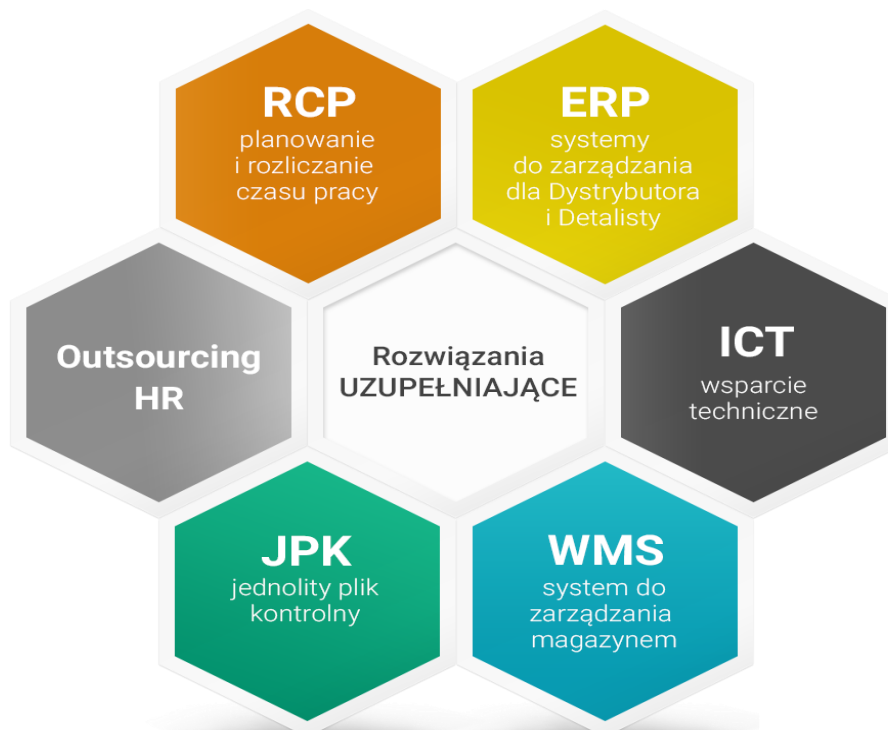 RCP
planowanie
i rozliczanie
czasu pracy
ERP
systemy
do zarządzania
dla Dystrybutora
i Detalisty
Outsourcing
HR
Rozwiązania
UZUPEŁNIAJĄCE
ICT
wsparcie
techniczne
JPK
jednolity plik
kontrolny
WMS
system do
zarządzania
magazynem